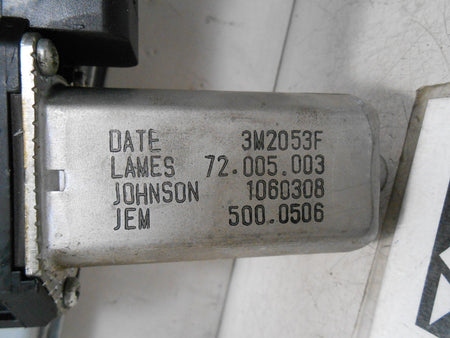 DATE 3M2053F
LAMES 72.005.003
JOHNSON 1060308
JEM 500.0506